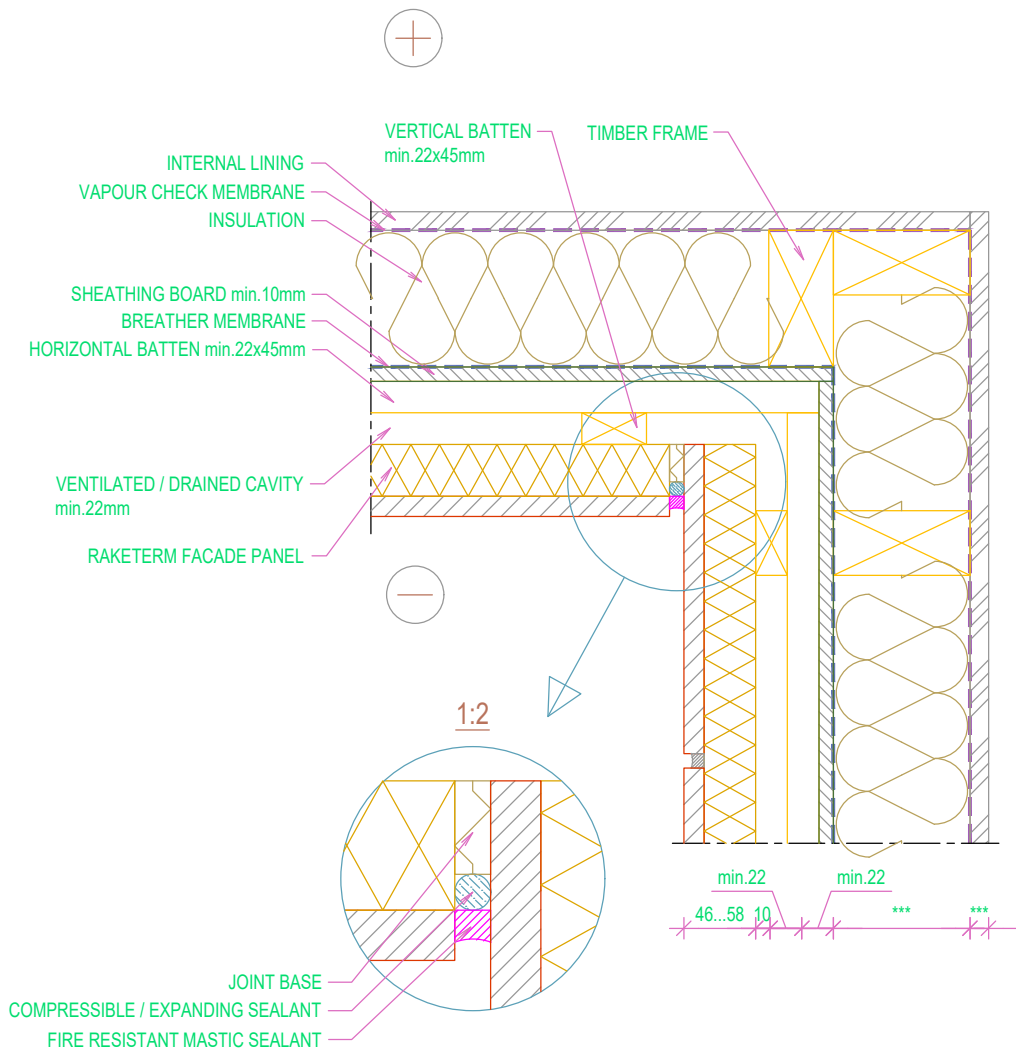 VERTICAL BATTEN
min.22x45mm
TIMBER FRAME
INTERNAL LINING
VAPOUR CHECK MEMBRANE
INSULATION
SHEATHING BOARD min.10mm
BREATHER MEMBRANE
HORIZONTAL BATTEN min.22x45mm
VENTILATED / DRAINED CAVITY
min.22mm
RAKETERM FACADE PANEL
1:2
min.22
min.22
46...58 10 *** ***
JOINT BASE
COMPRESSIBLE / EXPANDING SEALANT
FIRE RESISTANT MASTIC SEALANT